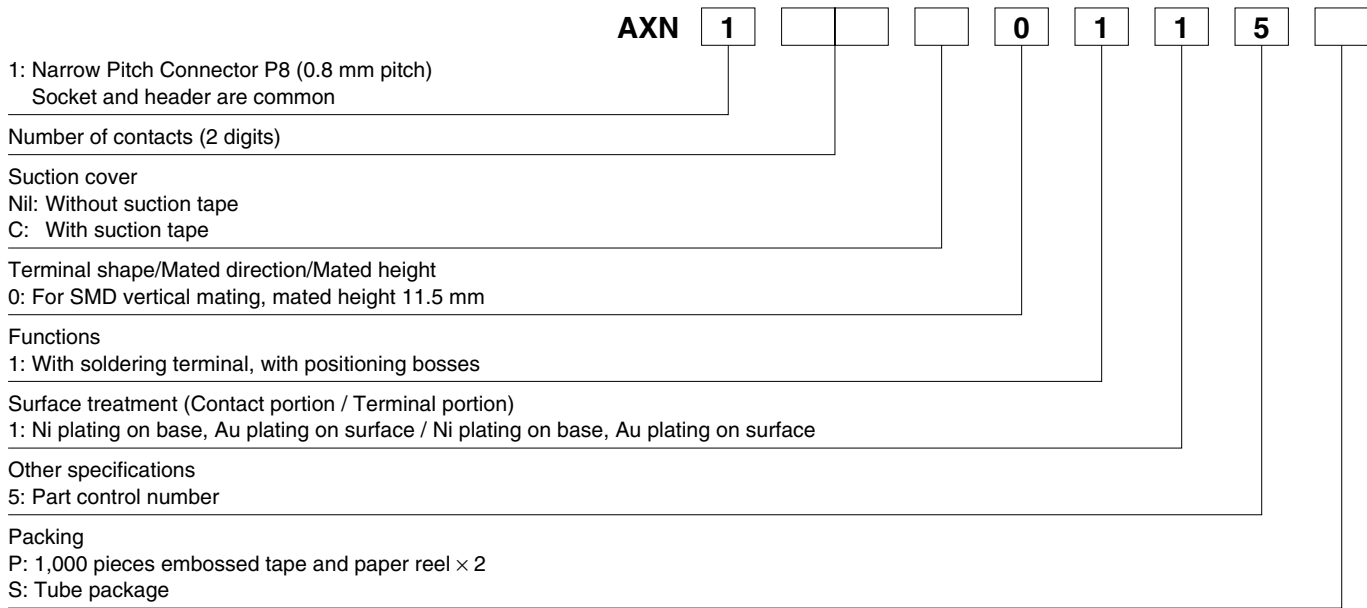 AXN 1 0 1 1 5
1: Narrow Pitch Connector P8 (0.8 mm pitch)
Socket and header are common
Number of contacts (2 digits)
Suction cover
Nil: Without suction tape
C: With suction tape
Terminal shape/Mated direction/Mated height
0: For SMD vertical mating, mated height 11.5 mm
Functions
1: With soldering terminal, with positioning bosses
Surface treatment (Contact portion / Terminal portion)
1: Ni plating on base, Au plating on surface / Ni plating on base, Au plating on surface
Other specifications
5: Part control number
Packing
P: 1,000 pieces embossed tape and paper reel × 2
S: Tube package